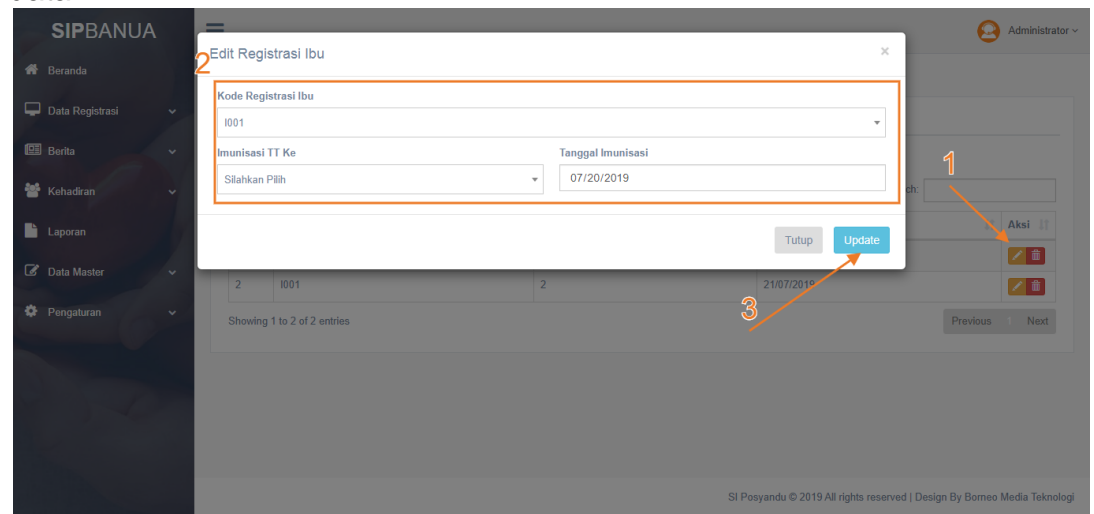 SIPBANUA
Administrator
Edit Registrasi Ibu
×
2
Beranda
Kode Registrasi Ibu
Data Registrasi
I001
Berita
Imunisasi TT Ke
Tanggal Imunisasi
1
Silahkan Pilih
07/20/2019
Kehadiran
ch:
Laporan
Aksi
Tutup
Update
Data Master
2 I001 2 21/07/2019
3
Pengaturan
Showing 1 to 2 of 2 entries
Previous 1 Next
SI Posyandu © 2019 All rights reserved | Design By Borneo Media Teknologi